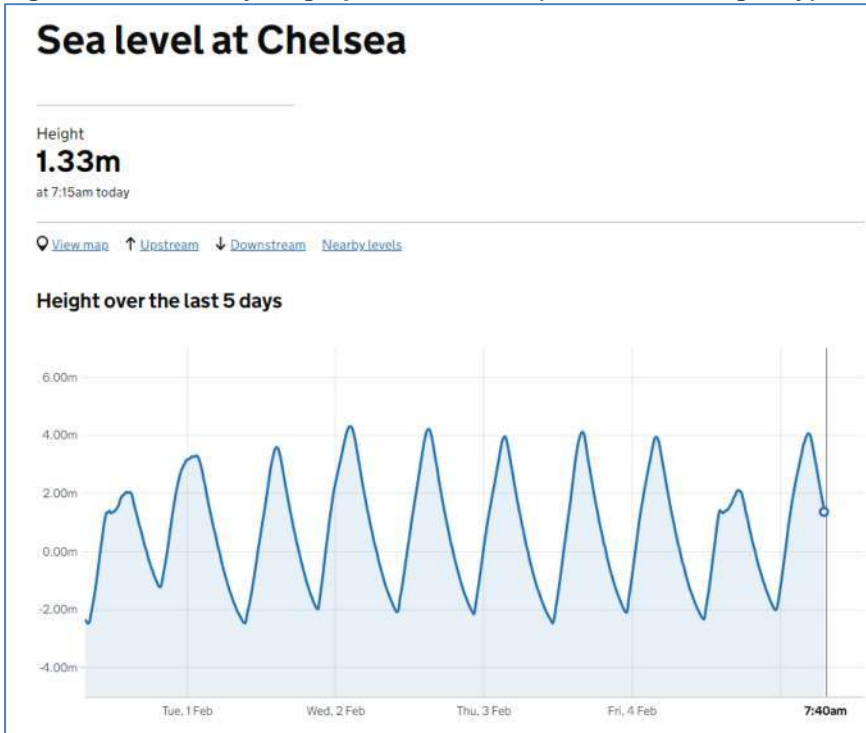 Sea level at Chelsea
Height
1.33m
at 7:15am today
View map Upstream Downstream Nearby levels
Height over the last 5 days
6.00m
4.00m
2.00m
0.00m
-2.00m
-4.00m
Tue, 1 Feb Wed, 2 Feb Thu, 3 Feb Fri, 4 Feb 7:40am